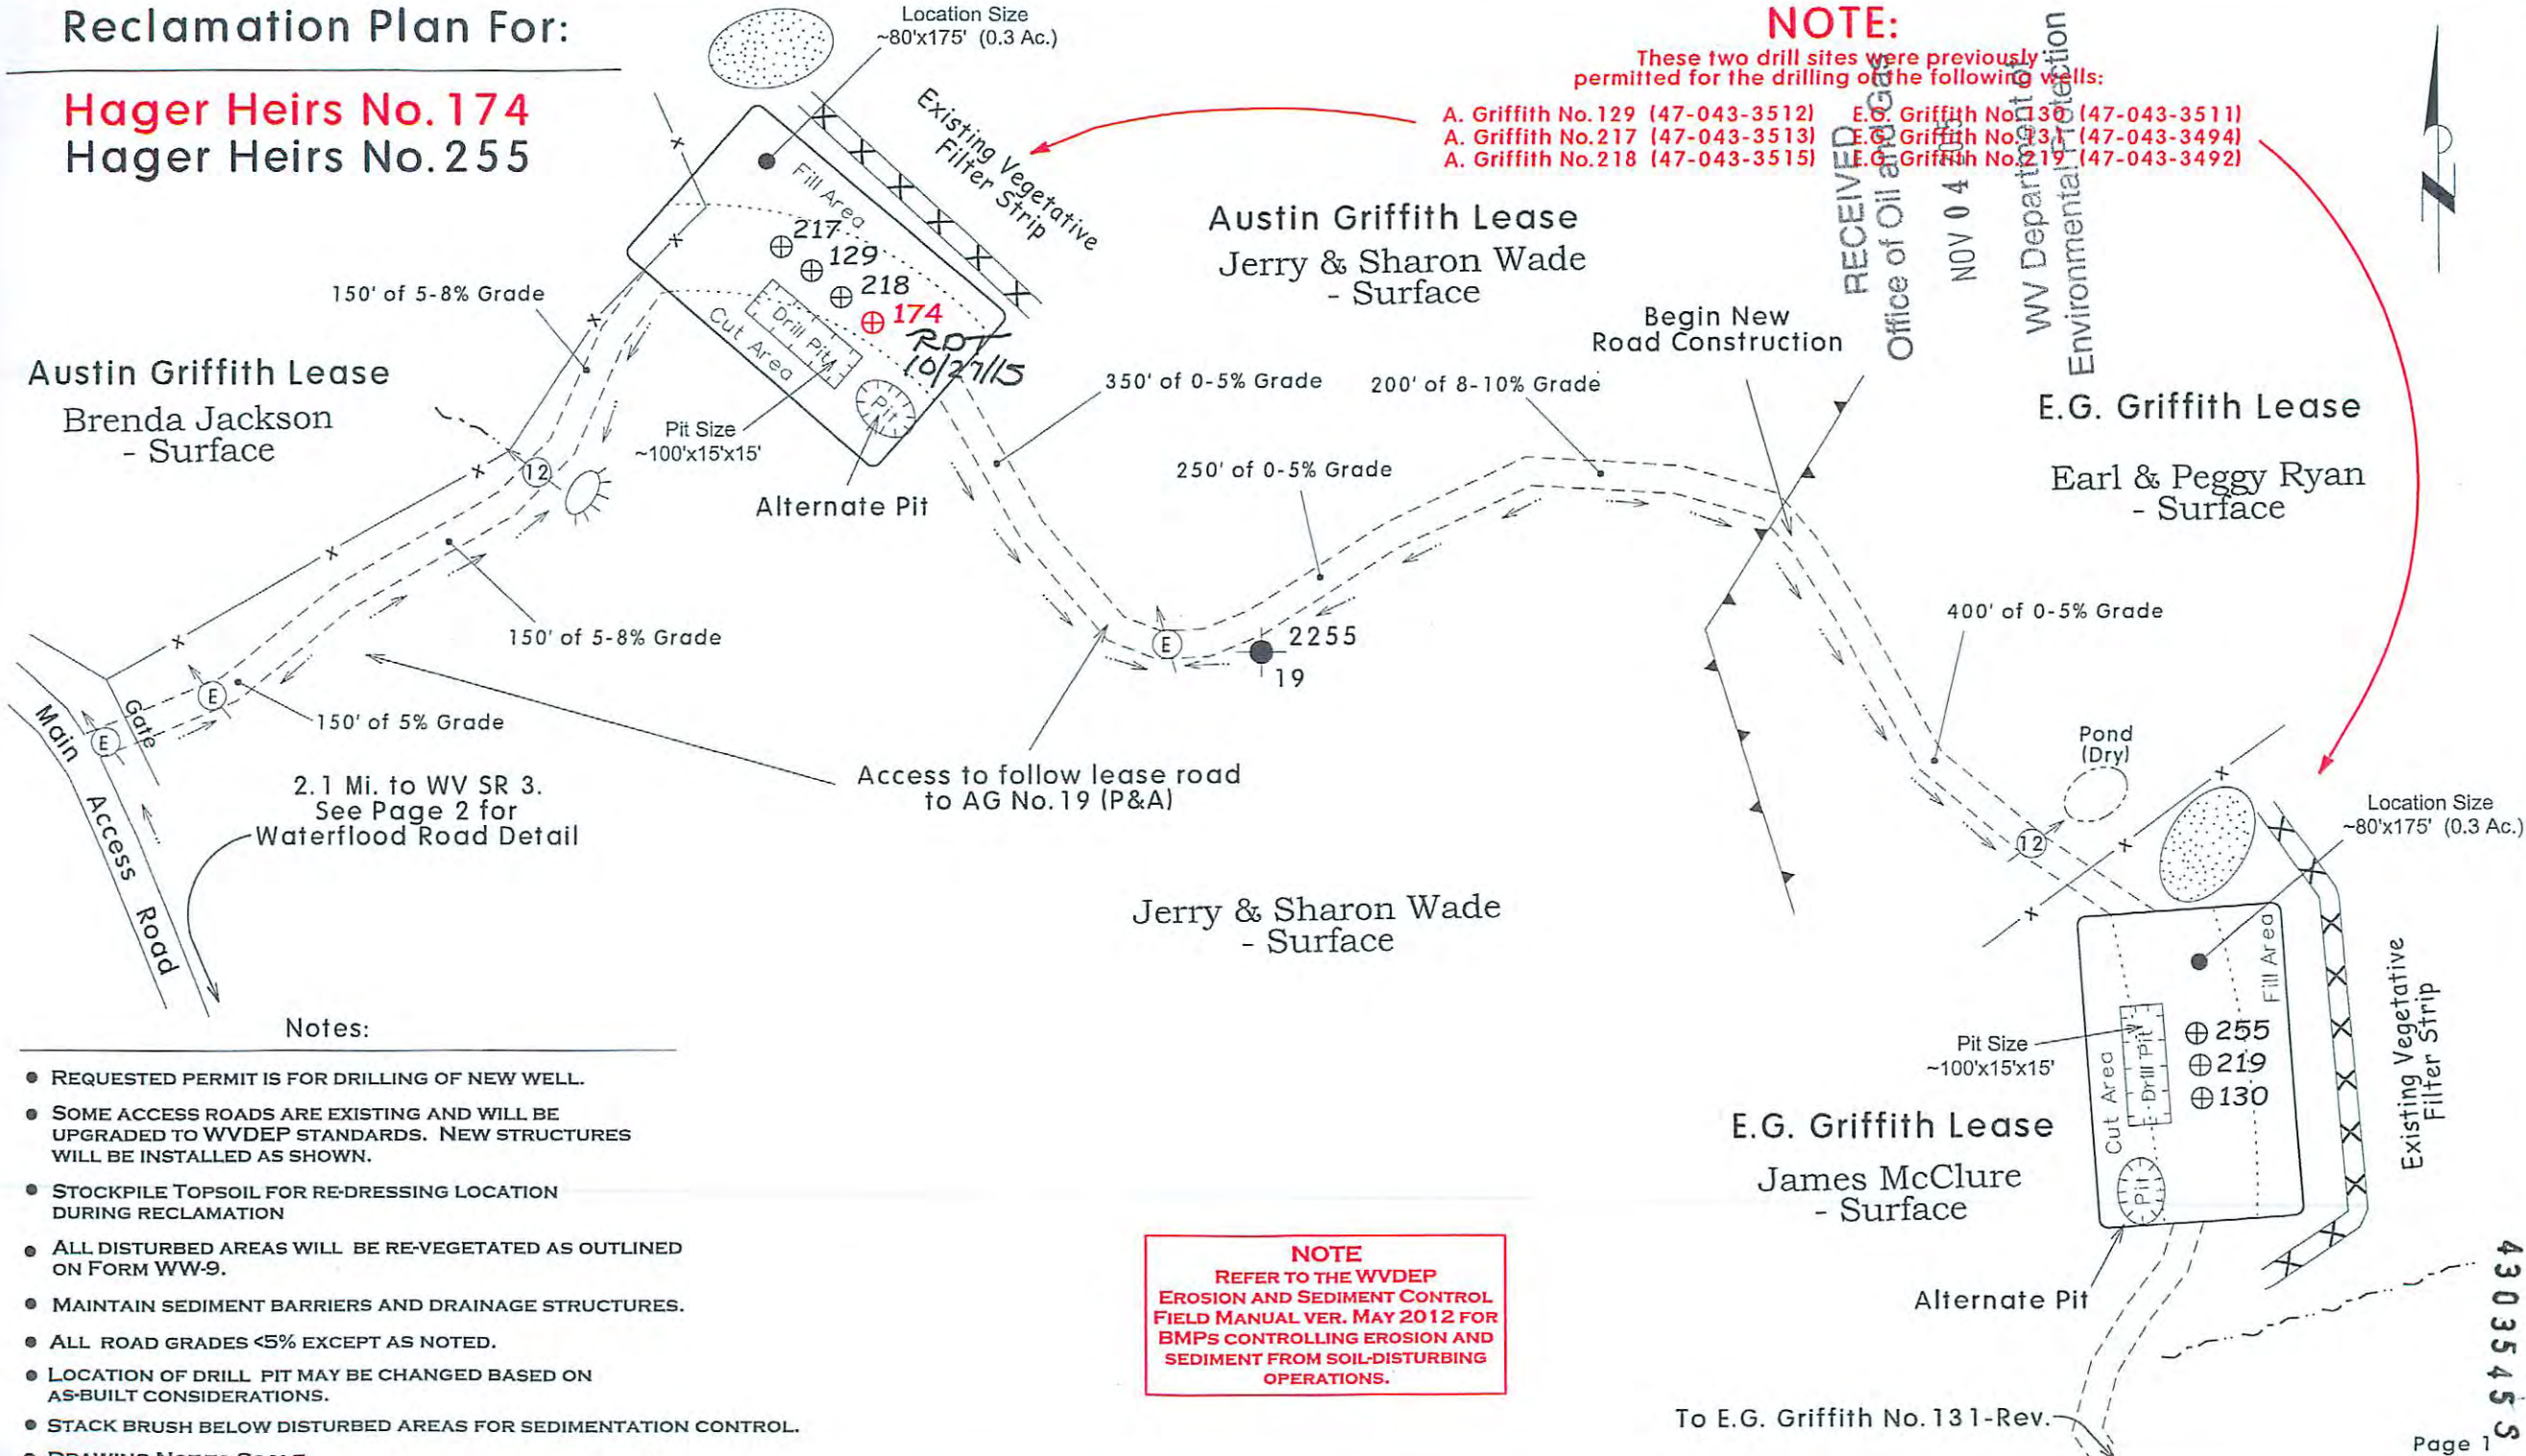 Reclamation Plan For:
Hager Heirs No. 174
Hager Heirs No. 255
Location Size
~80'x175' (0.3 Ac.)
Existing Vegetative
Filter Strip
NOTE:
These two drill sites were previously
permitted for the drilling of the following wells:
A. Griffith No. 129 (47-043-3512) E.G. Griffith No. 130 (47-043-3511)
A. Griffith No. 217 (47-043-3513) E.G. Griffith No. 131 (47-043-3494)
A. Griffith No. 218 (47-043-3515) E.G. Griffith No. 219 (47-043-3492)
RECEIVED
Office of Oil and Gas
NOV 04 2015
WV Department of
Environmental Protection
Fill Area
217
129
218
174
RDT
10/27/15
Drill Pit
Cut Area
Pit
Pit Size
~100'x15'x15'
Alternate Pit
150' of 5-8% Grade
Austin Griffith Lease
Brenda Jackson
- Surface
12
150' of 5-8% Grade
E
150' of 5% Grade
E
Gate
Main Access Road
2.1 Mi. to WV SR 3.
See Page 2 for
Waterflood Road Detail
Austin Griffith Lease
Jerry & Sharon Wade
- Surface
350' of 0-5% Grade
200' of 8-10% Grade
250' of 0-5% Grade
Begin New
Road Construction
E
2255
19
Access to follow lease road
to AG No. 19 (P&A)
Jerry & Sharon Wade
- Surface
E.G. Griffith Lease
Earl & Peggy Ryan
- Surface
400' of 0-5% Grade
Pond
(Dry)
12
Location Size
~80'x175' (0.3 Ac.)
Fill Area
255
219
130
Drill Pit
Cut Area
Pit
Pit Size
~100'x15'x15'
Existing Vegetative
Filter Strip
E.G. Griffith Lease
James McClure
- Surface
Alternate Pit
To E.G. Griffith No. 131-Rev.
Notes:
REQUESTED PERMIT IS FOR DRILLING OF NEW WELL.
SOME ACCESS ROADS ARE EXISTING AND WILL BE
UPGRADED TO WVDEP STANDARDS. NEW STRUCTURES
WILL BE INSTALLED AS SHOWN.
STOCKPILE TOPSOIL FOR RE-DRESSING LOCATION
DURING RECLAMATION
ALL DISTURBED AREAS WILL BE RE-VEGETATED AS OUTLINED
ON FORM WW-9.
MAINTAIN SEDIMENT BARRIERS AND DRAINAGE STRUCTURES.
ALL ROAD GRADES <5% EXCEPT AS NOTED.
LOCATION OF DRILL PIT MAY BE CHANGED BASED ON
AS-BUILT CONSIDERATIONS.
STACK BRUSH BELOW DISTURBED AREAS FOR SEDIMENTATION CONTROL.
DRAWING NOT TO SCALE
NOTE
REFER TO THE WVDEP
EROSION AND SEDIMENT CONTROL
FIELD MANUAL VER. MAY 2012 FOR
BMPS CONTROLLING EROSION AND
SEDIMENT FROM SOIL-DISTURBING
OPERATIONS.
4303545S
Page 1